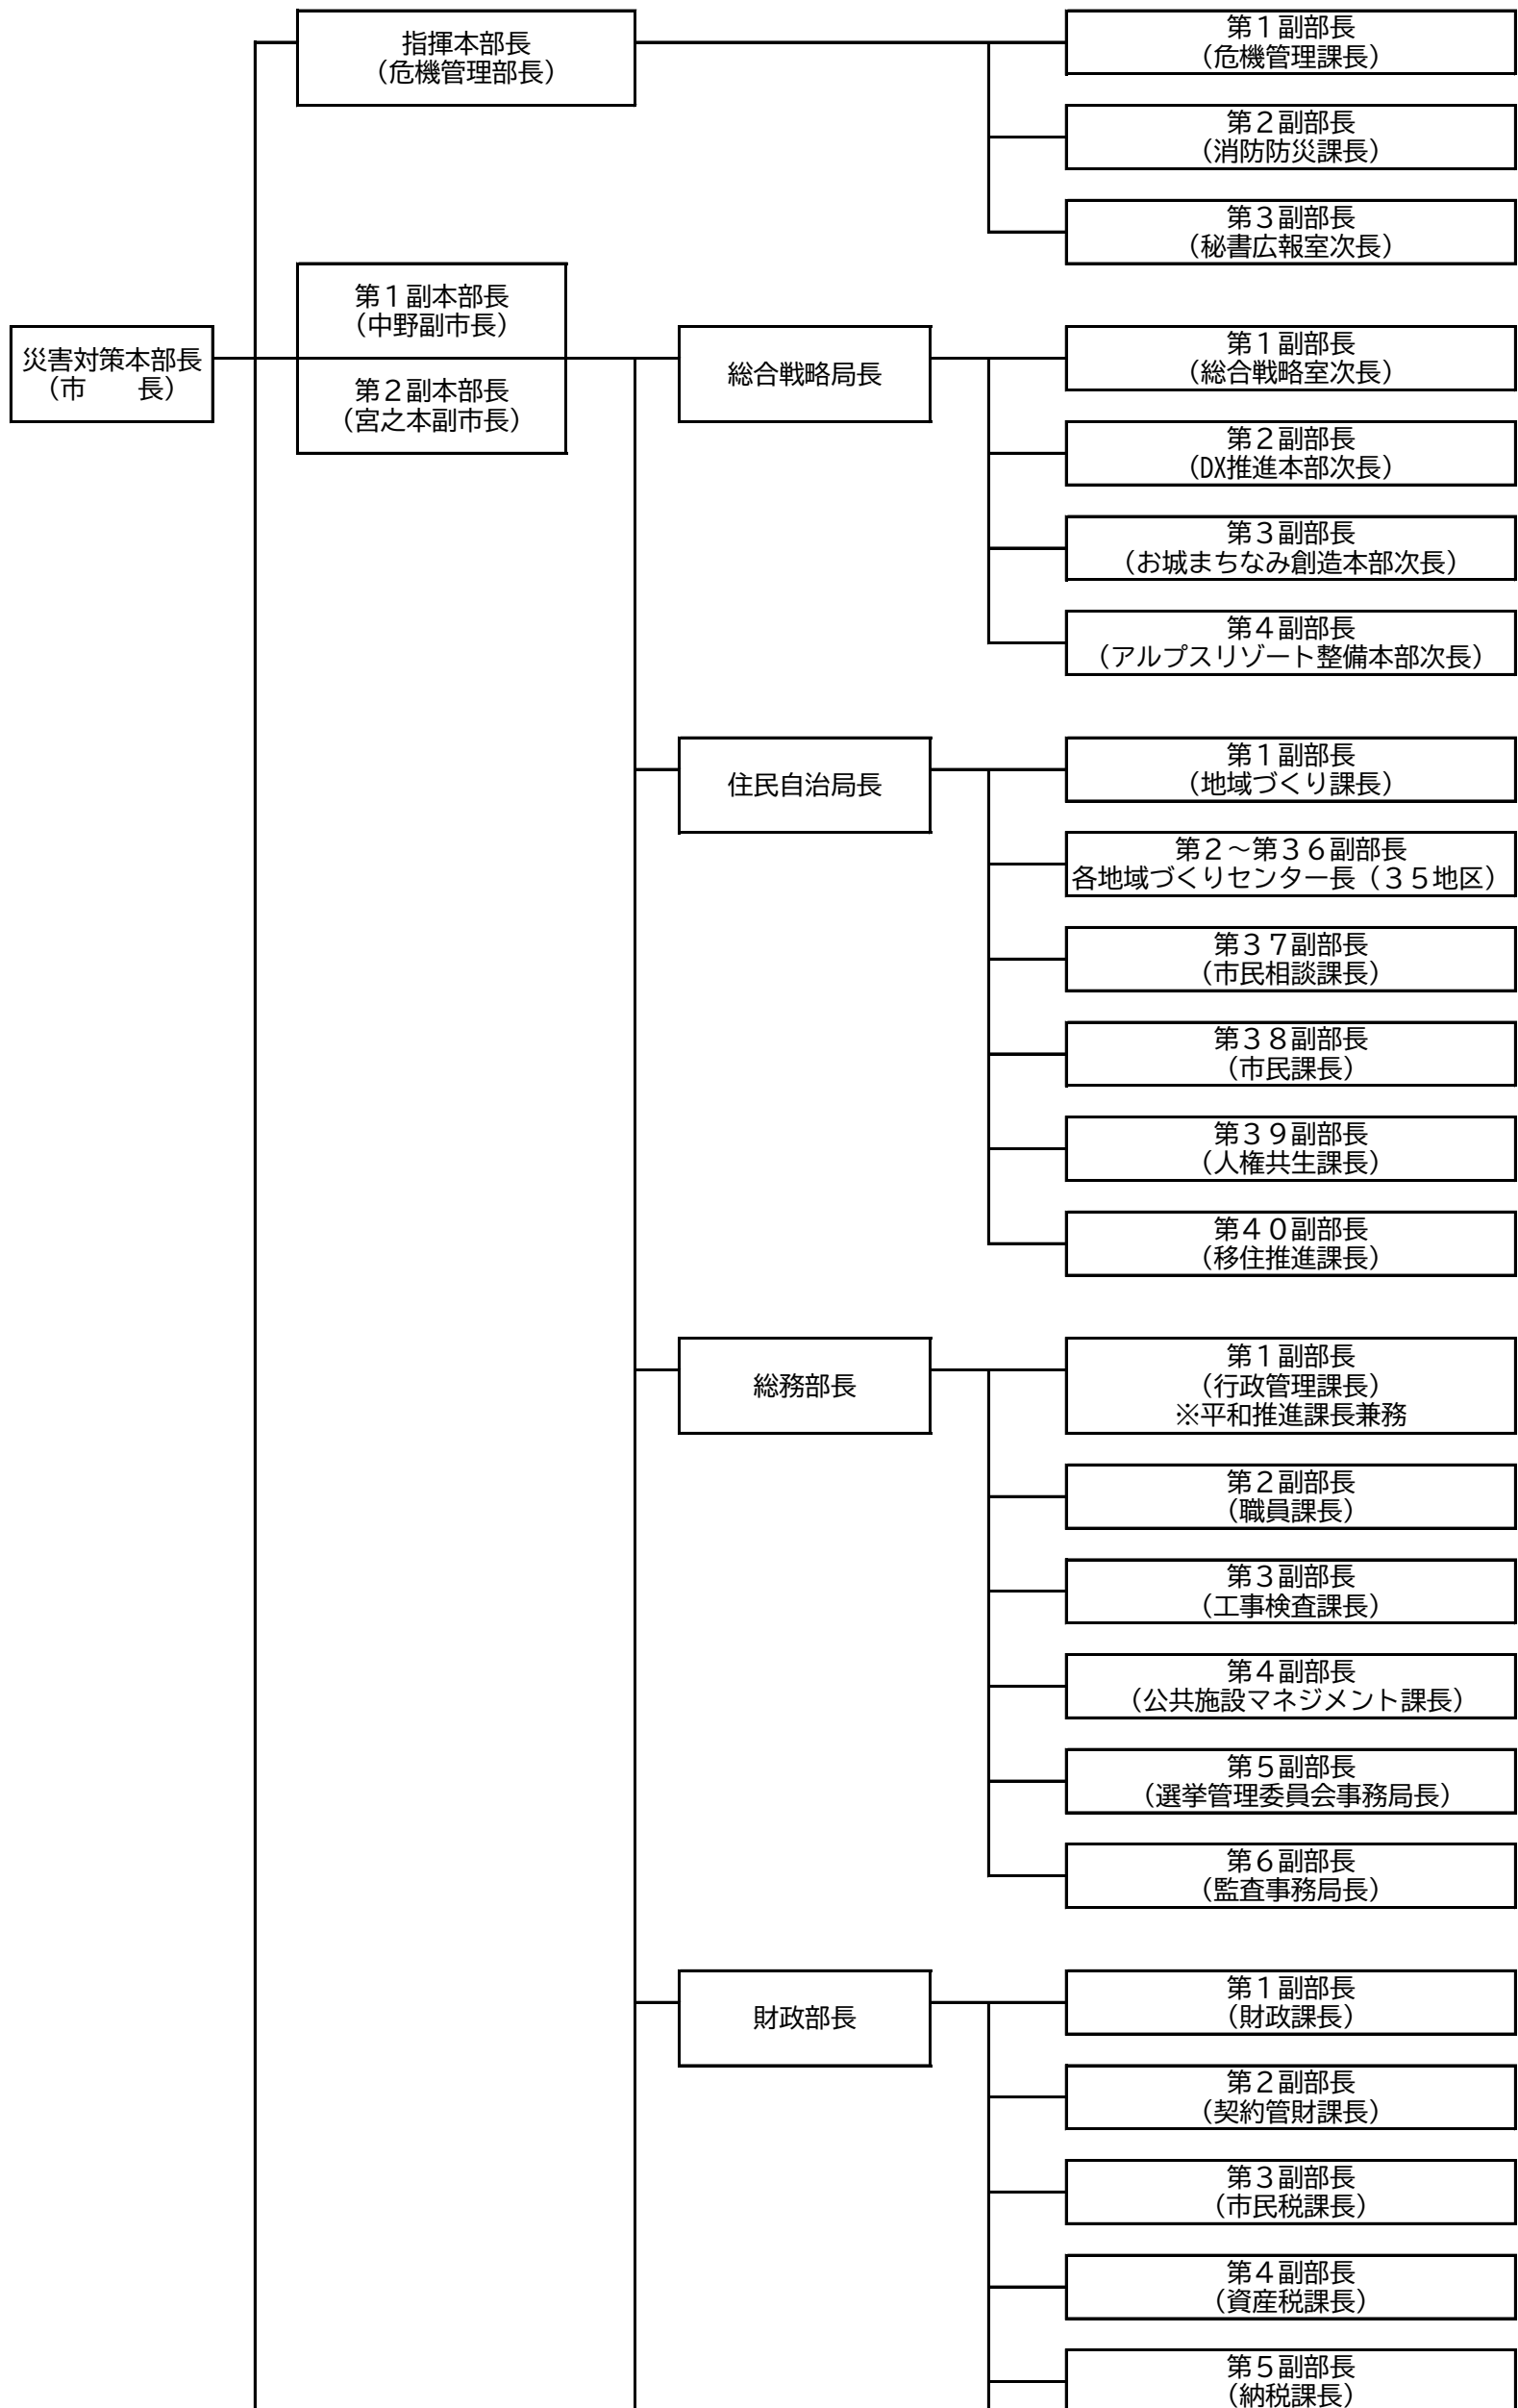 指揮本部長
（危機管理部長）
第１副部長
（危機管理課長）
第２副部長
（消防防災課長）
第３副部長
（秘書広報室次長）
災害対策本部長
（市　　長）
第１副本部長
（中野副市長）
第２副本部長
（宮之本副市長）
総合戦略局長
第１副部長
（総合戦略室次長）
第２副部長
（DX推進本部次長）
第３副部長
（お城まちなみ創造本部次長）
第４副部長
（アルプスリゾート整備本部次長）
住民自治局長
第１副部長
（地域づくり課長）
第２～第３６副部長
各地域づくりセンター長（３５地区）
第３７副部長
（市民相談課長）
第３８副部長
（市民課長）
第３９副部長
（人権共生課長）
第４０副部長
（移住推進課長）
総務部長
第１副部長
（行政管理課長）
※平和推進課長兼務
第２副部長
（職員課長）
第３副部長
（工事検査課長）
第４副部長
（公共施設マネジメント課長）
第５副部長
（選挙管理委員会事務局長）
第６副部長
（監査事務局長）
財政部長
第１副部長
（財政課長）
第２副部長
（契約管財課長）
第３副部長
（市民税課長）
第４副部長
（資産税課長）
第５副部長
（納税課長）